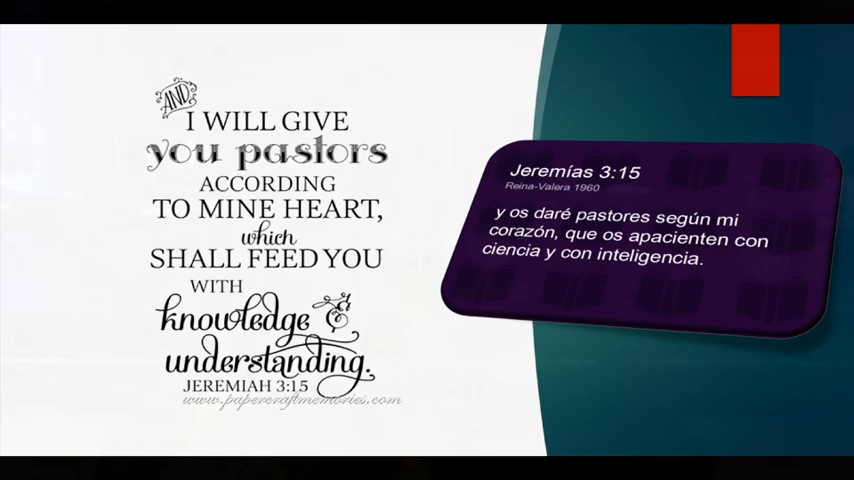 AND
I WILL GIVE
you pastors
ACCORDING
TO MINE HEART,
which
SHALL FEED YOU
WITH
knowledge &
understanding.
JEREMIAH 3:15
www.papercraftmemories.com
Jeremías 3:15
Reina-Valera 1960
y os daré pastores según mi
corazón, que os apacienten con
ciencia y con inteligencia.